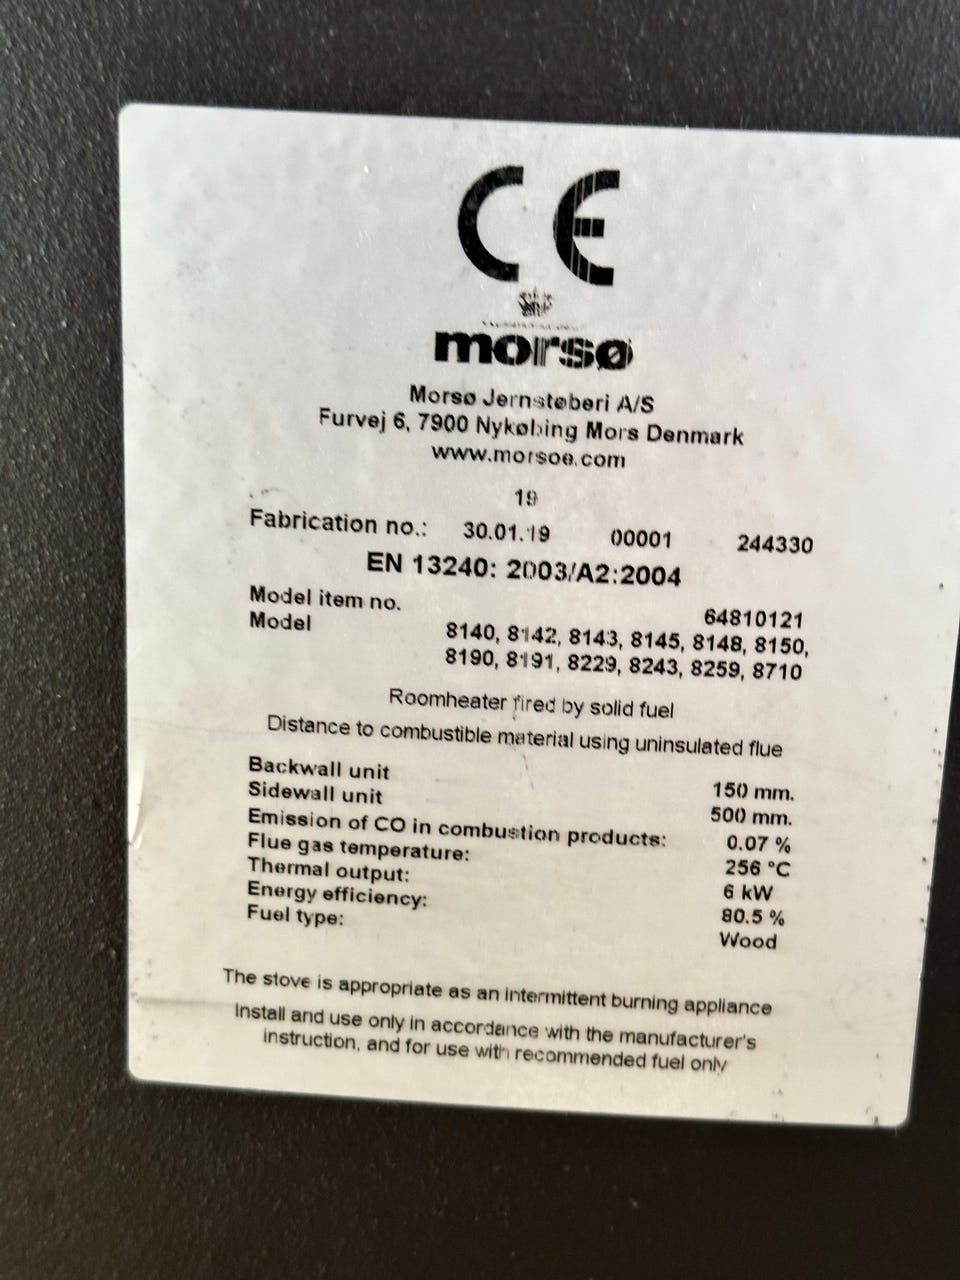 CE
morsø
Morsø Jernstøberi A/S
Furvej 6, 7900 Nykøbing Mors Denmark
www.morsoe.com
19
Fabrication no.: 30.01.19 00001 244330
EN 13240: 2003/A2:2004
Model item no. 64810121
Model 8140, 8142, 8143, 8145, 8148, 8150,
8190, 8191, 8229, 8243, 8259, 8710
Roomheater fired by solid fuel
Distance to combustible material using uninsulated flue
Backwall unit 150 mm.
Sidewall unit 500 mm.
Emission of CO in combustion products: 0.07 %
Flue gas temperature: 256 °C
Thermal output: 6 kW
Energy efficiency: 80.5 %
Fuel type: Wood
The stove is appropriate as an intermittent burning appliance
Install and use only in accordance with the manufacturer's
instruction, and for use with recommended fuel only